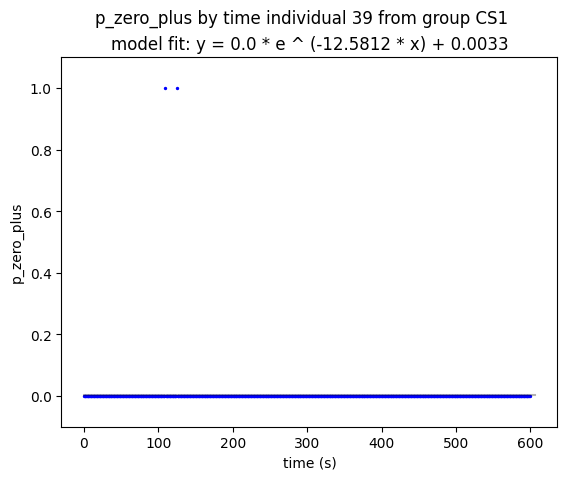 p_zero_plus by time individual 39 from group CS1
model fit: y = 0.0 * e ^ (-12.5812 * x) + 0.0033
1.0
0.8
0.6
0.4
0.2
0.0
p_zero_plus
0 100 200 300 400 500 600
time (s)